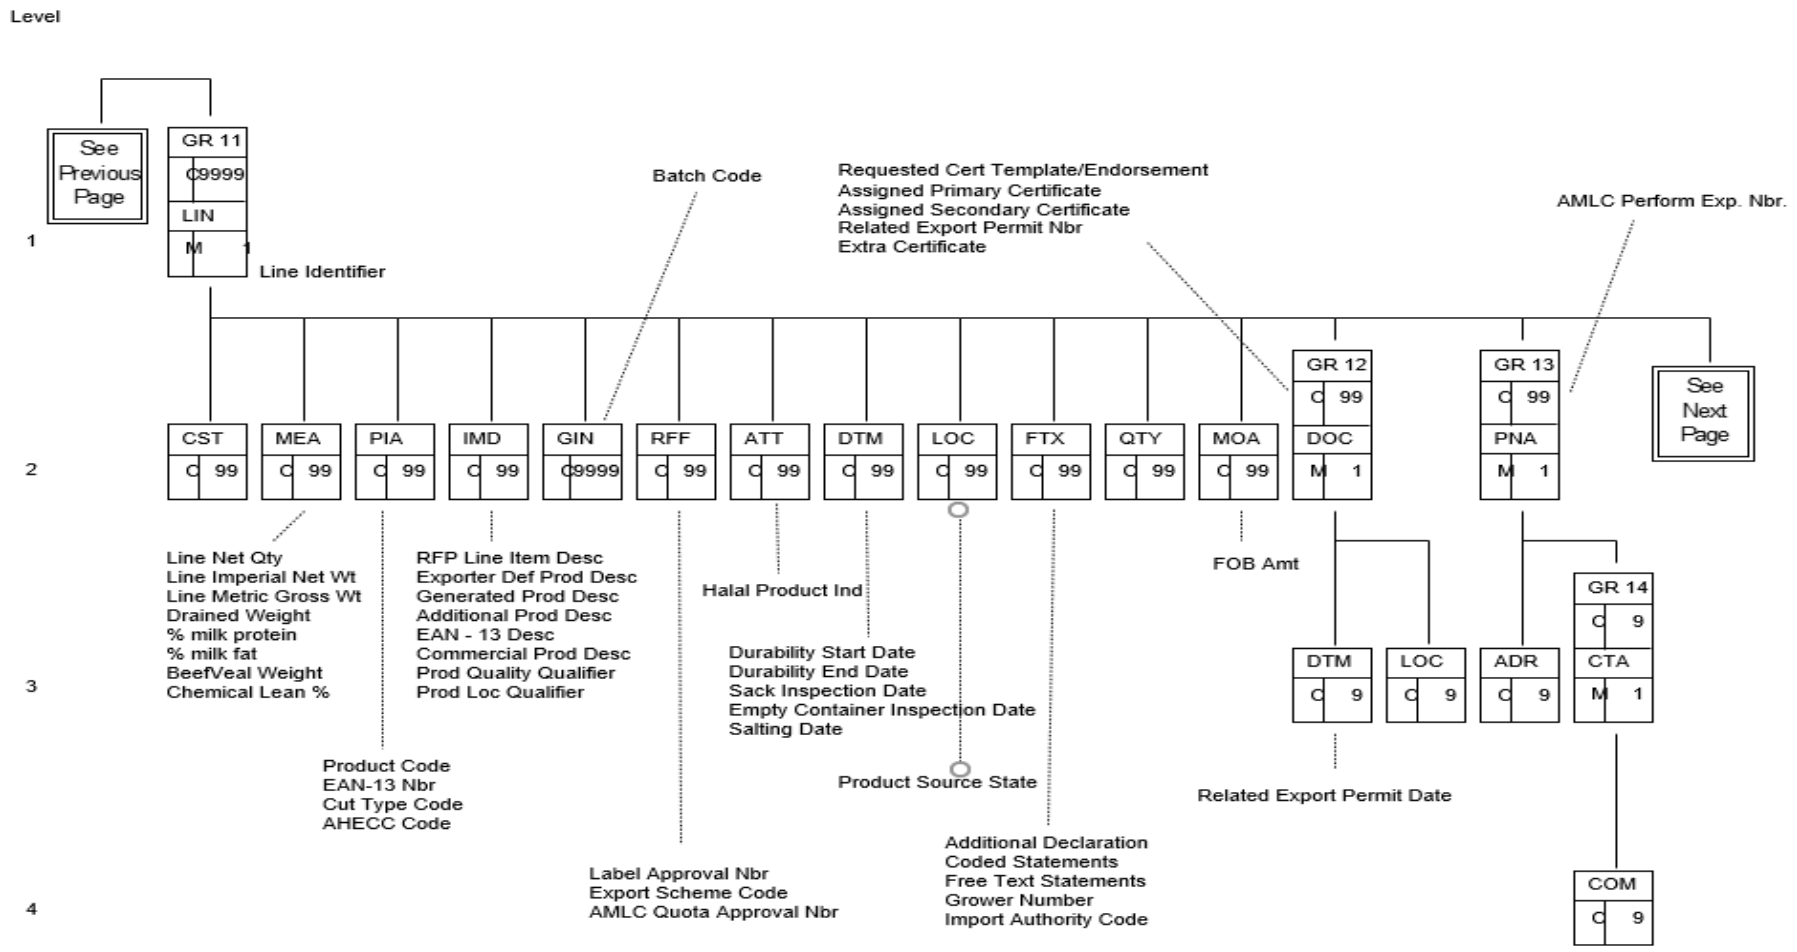 Level
See
Previous
Page
GR 11
C9999
LIN
M 1
1
Line Identifier
Batch Code
Requested Cert Template/Endorsement
Assigned Primary Certificate
Assigned Secondary Certificate
Related Export Permit Nbr
Extra Certificate
AMLC Perform Exp. Nbr.
GR 12
C 99
GR 13
C 99
See
Next
Page
CST
MEA
PIA
IMD
GIN
RFF
ATT
DTM
LOC
FTX
QTY
MOA
DOC
PNA
2
C 99
C 99
C 99
C 99
C9999
C 99
C 99
C 99
C 99
C 99
C 99
C 99
M 1
M 1
Line Net Qty
Line Imperial Net Wt
Line Metric Gross Wt
Drained Weight
% milk protein
% milk fat
BeefVeal Weight
Chemical Lean %
RFP Line Item Desc
Exporter Def Prod Desc
Generated Prod Desc
Additional Prod Desc
EAN - 13 Desc
Commercial Prod Desc
Prod Quality Qualifier
Prod Loc Qualifier
Halal Product Ind
FOB Amt
Durability Start Date
Durability End Date
Sack Inspection Date
Empty Container Inspection Date
Salting Date
GR 14
C 9
3
DTM
C 9
LOC
C 9
ADR
C 9
CTA
M 1
Product Code
EAN-13 Nbr
Cut Type Code
AHECC Code
Product Source State
Related Export Permit Date
Label Approval Nbr
Export Scheme Code
AMLC Quota Approval Nbr
Additional Declaration
Coded Statements
Free Text Statements
Grower Number
Import Authority Code
4
COM
C 9